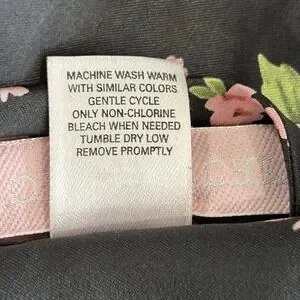 MACHINE WASH WARM
WITH SIMILAR COLORS
GENTLE CYCLE
ONLY NON-CHLORINE
BLEACH WHEN NEEDED
TUMBLE DRY LOW
REMOVE PROMPTLY